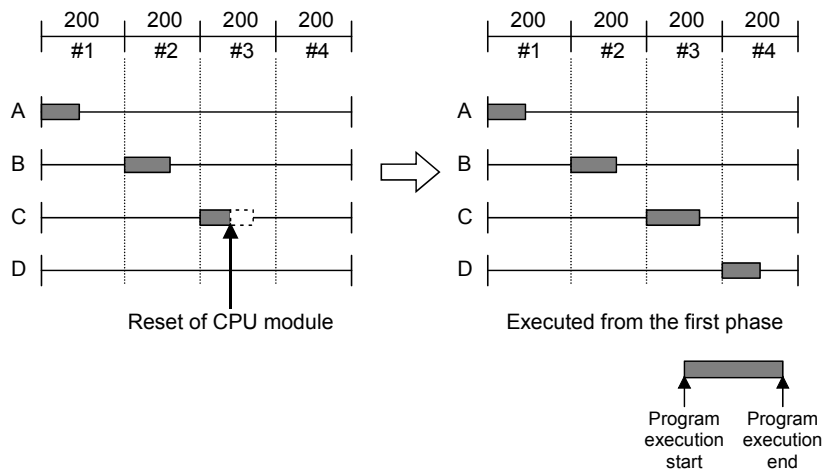 200 200 200 200 200 200 200 200
#1 #2 #3 #4 #1 #2 #3 #4
A A
B B
C C
D D
Reset of CPU module Executed from the first phase
Program execution start
Program execution end